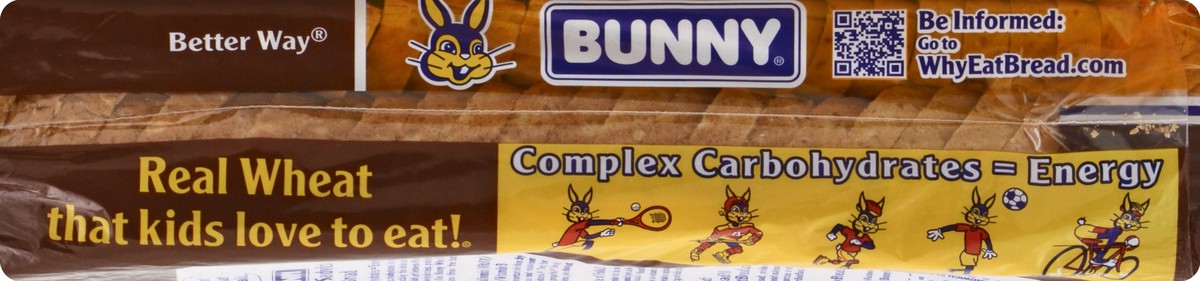 Better Way®
BUNNY®
Be Informed:
Go to
WhyEatBread.com
Real Wheat
that kids love to eat!®
Complex Carbohydrates = Energy